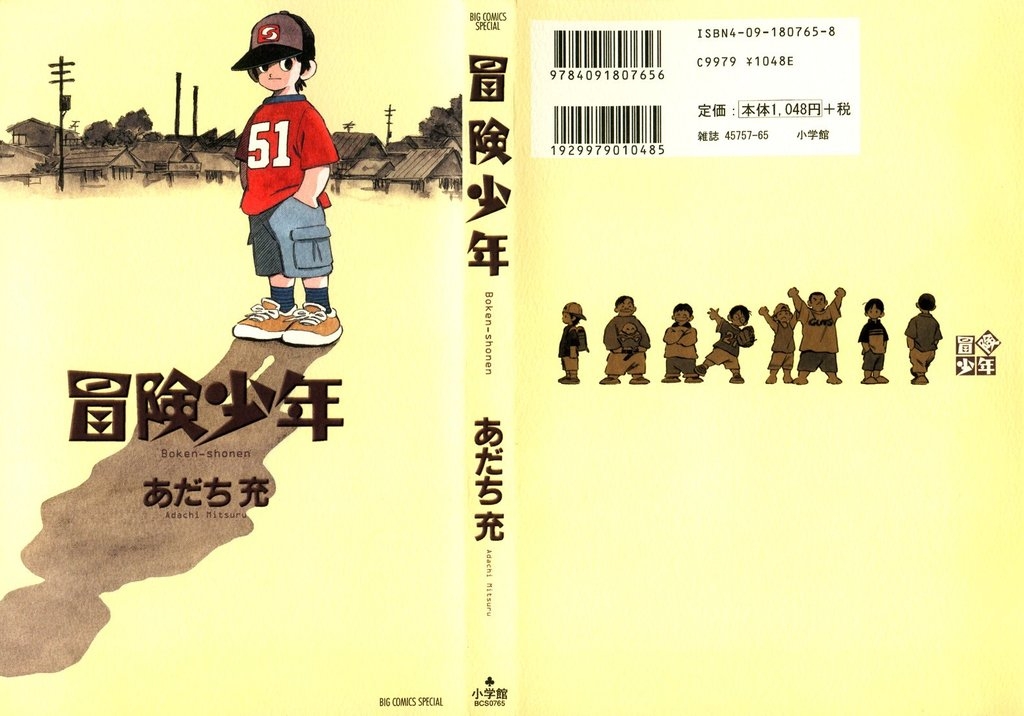 51
冒険少年
Boken-shonen
あだち 充
Adachi Mitsuru
BIG COMICS SPECIAL
BIG COMICS
SPECIAL
冒険少年
Boken-shonen
あだち 充
Adachi Mitsuru
小学館
BCS0765
9784091807656
1929979010485
ISBN4-09-180765-8
C9979 ¥1048E
定価：本体1,048円＋税
雑誌 45757-65 小学館
GUTS
冒険
少年